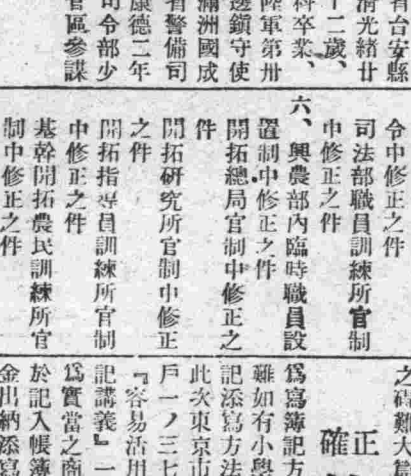 省台安縣
清光緒廿
十二歲、
科卒業、
陸軍第卅
邊鎮守使
滿洲國成
省警備司
康德二年
司令部少
管區參謀
令中修正之件
司法部職員訓練所官制
中修正之件
六、興農部內臨時職員設
置制中修正之件
開拓總局官制中修正之
件
開拓研究所官制中修正
之件
開拓指導員訓練所官制
中修正之件
基幹開拓農民訓練所官
制中修正之件
之碍難大
正
確
爲寫簿記方
雖如有小學
記添寫方法
此次東京市
戶一ノ三七
『容易活用
記講義』一
爲實當之商
於記入帳簿
金出納添寫